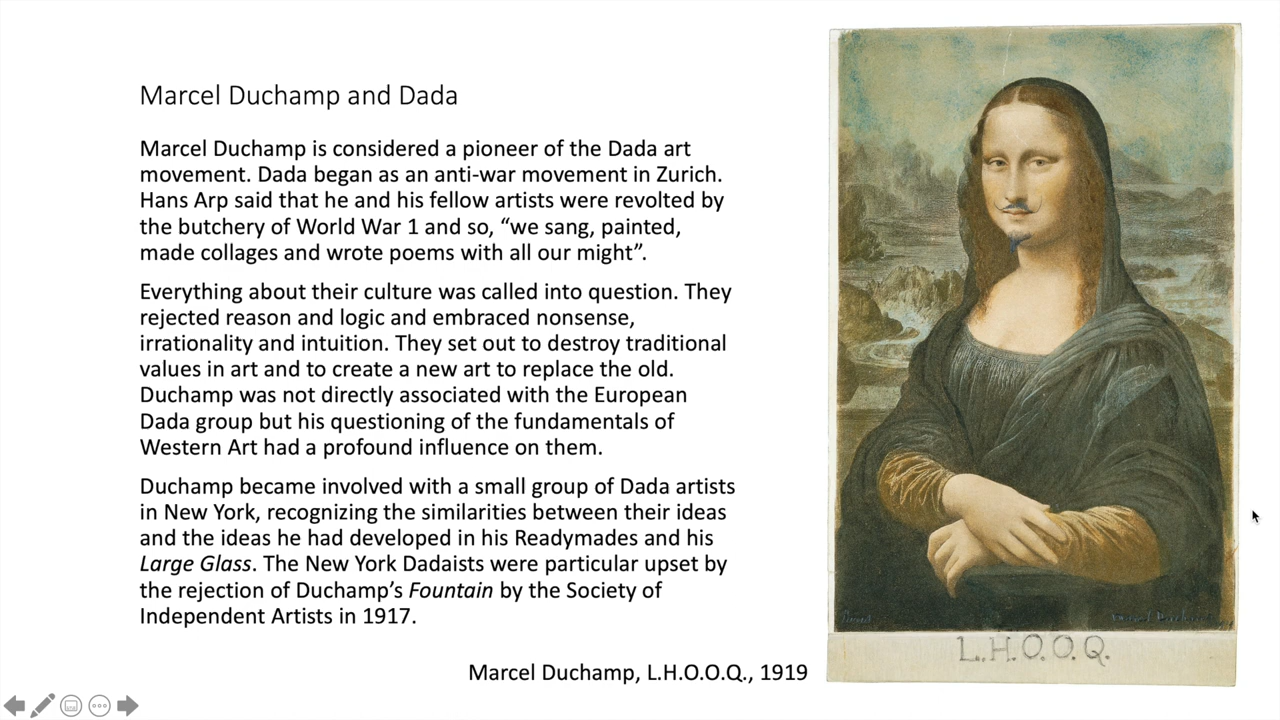 Marcel Duchamp and Dada
Marcel Duchamp is considered a pioneer of the Dada art
movement. Dada began as an anti-war movement in Zurich.
Hans Arp said that he and his fellow artists were revolted by
the butchery of World War 1 and so, “we sang, painted,
made collages and wrote poems with all our might”.
Everything about their culture was called into question. They
rejected reason and logic and embraced nonsense,
irrationality and intuition. They set out to destroy traditional
values in art and to create a new art to replace the old.
Duchamp was not directly associated with the European
Dada group but his questioning of the fundamentals of
Western Art had a profound influence on them.
Duchamp became involved with a small group of Dada artists
in New York, recognizing the similarities between their ideas
and the ideas he had developed in his Readymades and his
Large Glass. The New York Dadaists were particular upset by
the rejection of Duchamp’s Fountain by the Society of
Independent Artists in 1917.
Marcel Duchamp, L.H.O.O.Q., 1919
L.H.O.O.Q.